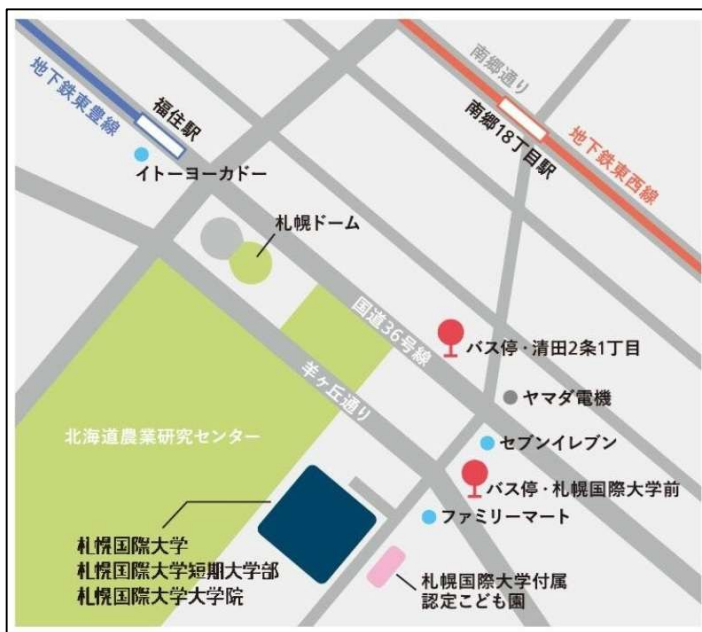 南郷通り
地下鉄東豊線
福住駅
南郷18丁目駅
地下鉄東西線
イトーヨーカドー
札幌ドーム
国道36号線
バス停・清田2条1丁目
羊ヶ丘通り
ヤマダ電機
北海道農業研究センター
セブンイレブン
バス停・札幌国際大学前
ファミリーマート
札幌国際大学
札幌国際大学短期大学部
札幌国際大学大学院
札幌国際大学付属
認定こども園